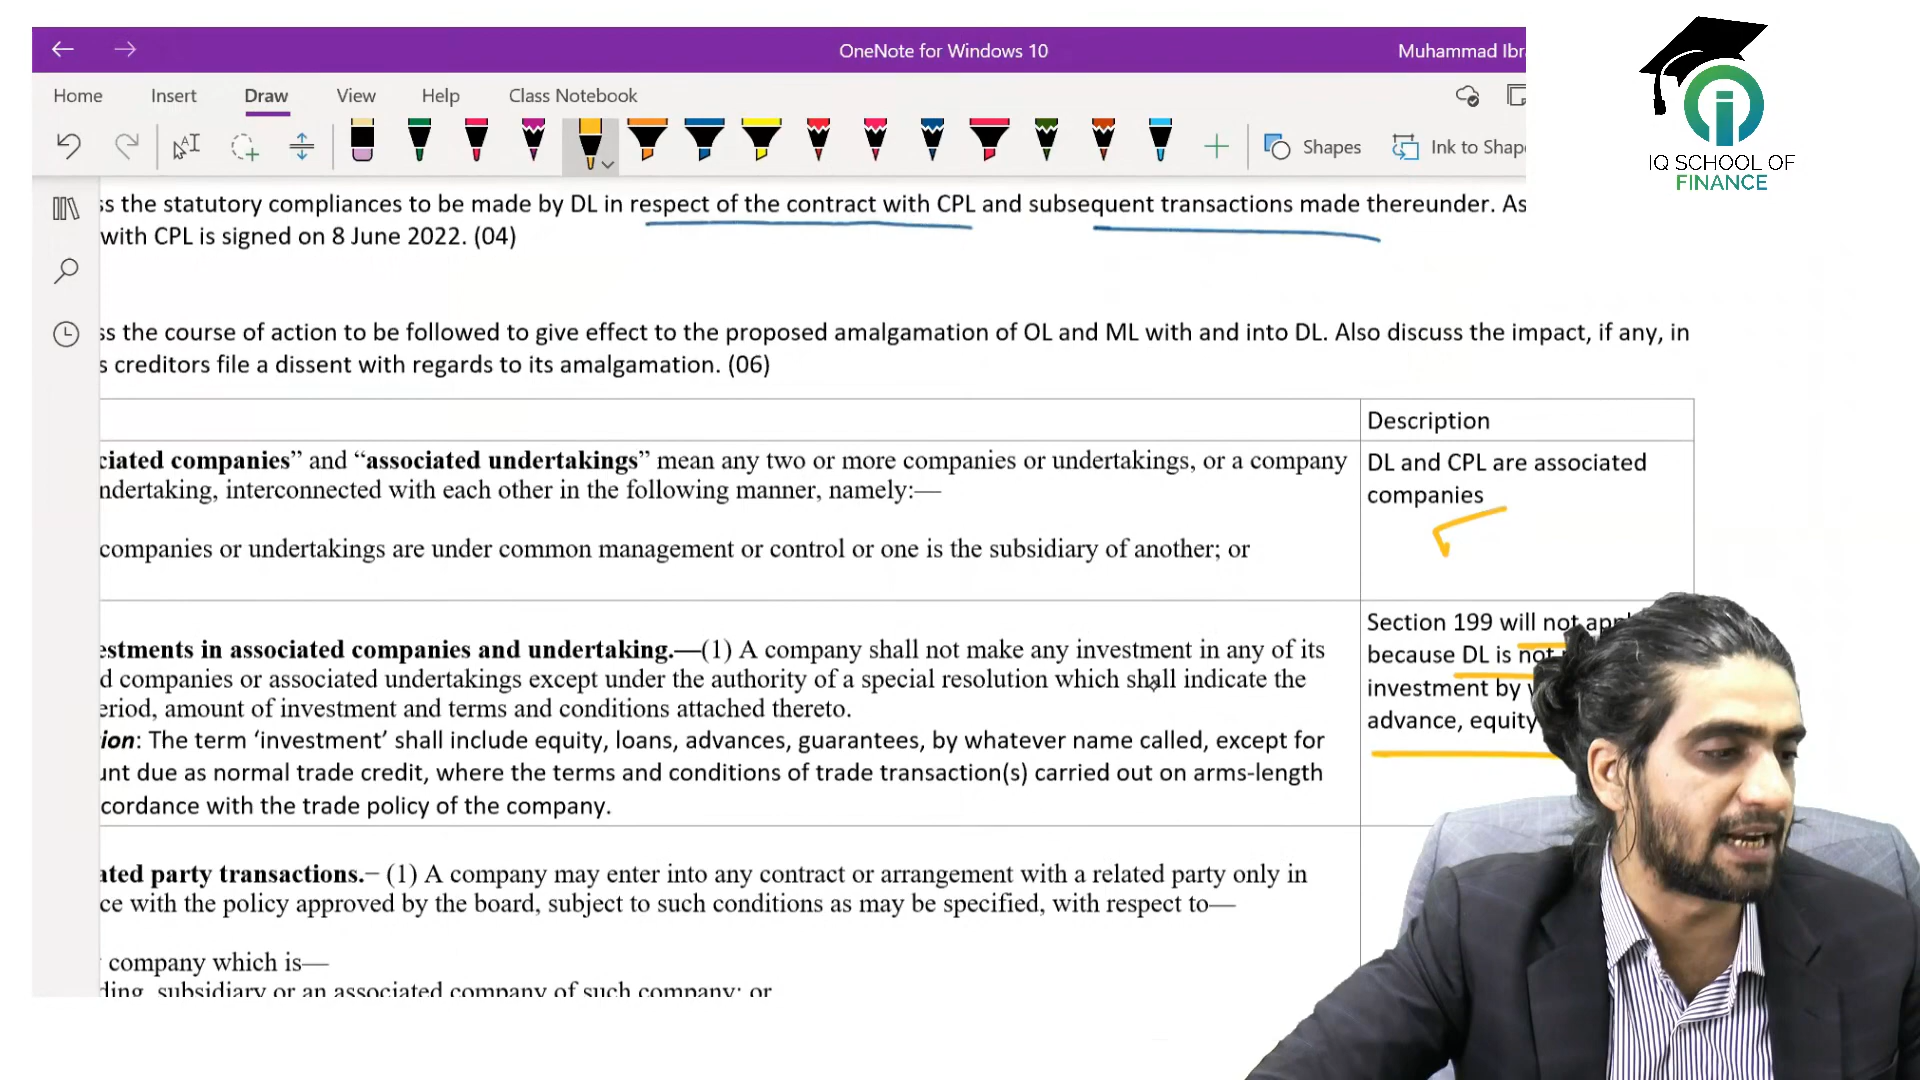 OneNote for Windows 10
Muhammad Ibr
Home Insert Draw View Help Class Notebook
Shapes Ink to Shap
IQ SCHOOL OF
FINANCE
ss the statutory compliances to be made by DL in respect of the contract with CPL and subsequent transactions made thereunder. As
with CPL is signed on 8 June 2022. (04)
ss the course of action to be followed to give effect to the proposed amalgamation of OL and ML with and into DL. Also discuss the impact, if any, in
s creditors file a dissent with regards to its amalgamation. (06)
Description
ciated companies” and “associated undertakings” mean any two or more companies or undertakings, or a company
ndertaking, interconnected with each other in the following manner, namely:—
companies or undertakings are under common management or control or one is the subsidiary of another; or
DL and CPL are associated
companies
estments in associated companies and undertaking.—(1) A company shall not make any investment in any of its
d companies or associated undertakings except under the authority of a special resolution which shall indicate the
eriod, amount of investment and terms and conditions attached thereto.
ion: The term ‘investment’ shall include equity, loans, advances, guarantees, by whatever name called, except for
unt due as normal trade credit, where the terms and conditions of trade transaction(s) carried out on arms-length
cordance with the trade policy of the company.
Section 199 will not app
because DL is not
investment by
advance, equity
ated party transactions.− (1) A company may enter into any contract or arrangement with a related party only in
ce with the policy approved by the board, subject to such conditions as may be specified, with respect to—
company which is—
ding, subsidiary or an associated company of such company; or